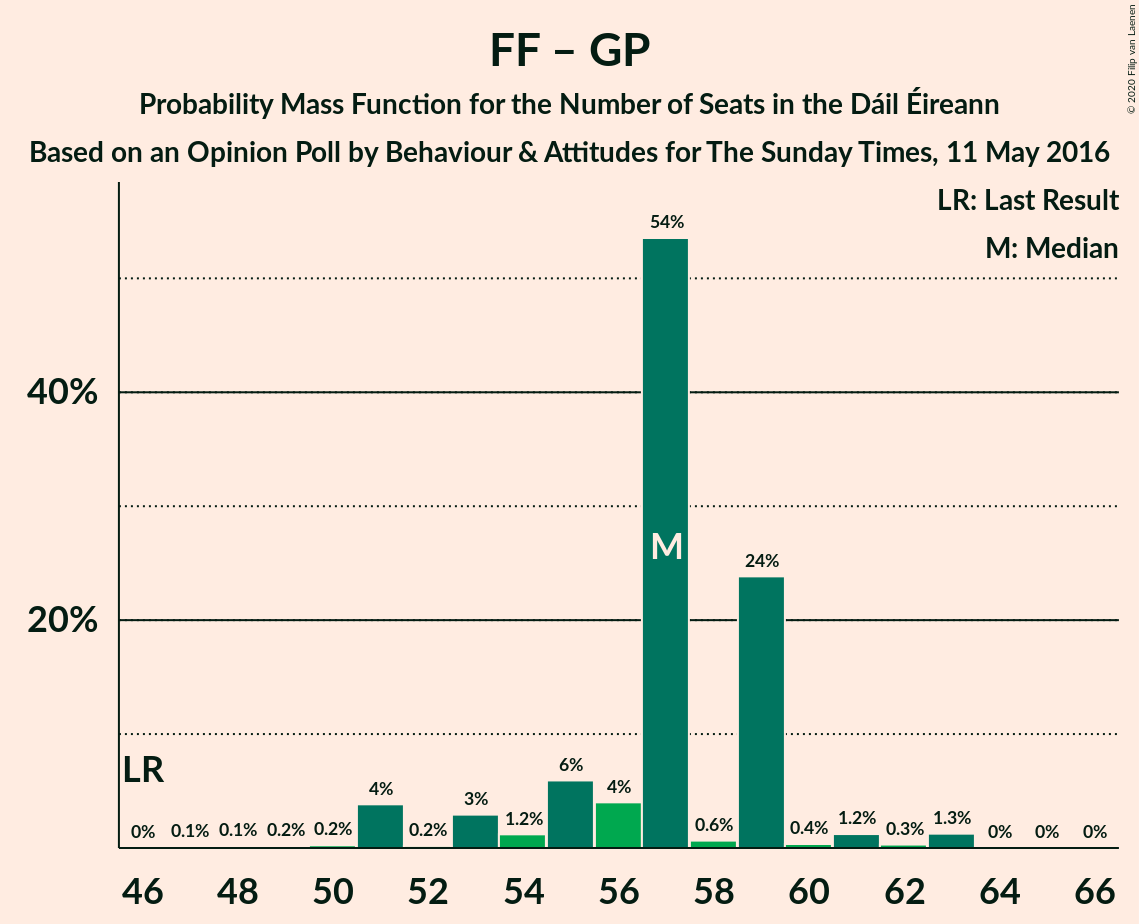 FF – GP
Probability Mass Function for the Number of Seats in the Dáil Éireann
Based on an Opinion Poll by Behaviour & Attitudes for The Sunday Times, 11 May 2016
© 2020 Filip van Laenen
LR: Last Result
M: Median
40%
20%
LR
M
0% 0.1% 0.1% 0.2% 0.2% 4% 0.2% 3% 1.2% 6% 4% 54% 0.6% 24% 0.4% 1.2% 0.3% 1.3% 0% 0% 0%
46 48 50 52 54 56 58 60 62 64 66